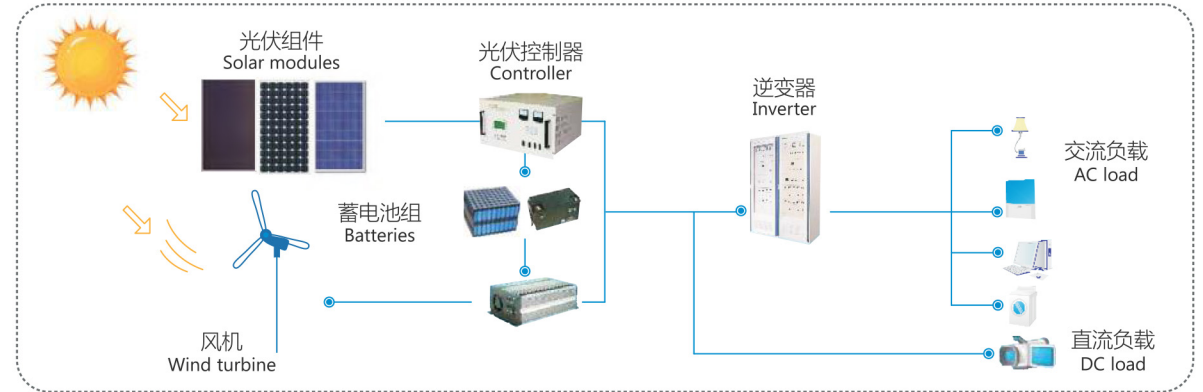 光伏组件
Solar modules
光伏控制器
Controller
逆变器
Inverter
交流负载
AC load
蓄电池组
Batteries
风机
Wind turbine
直流负载
DC load